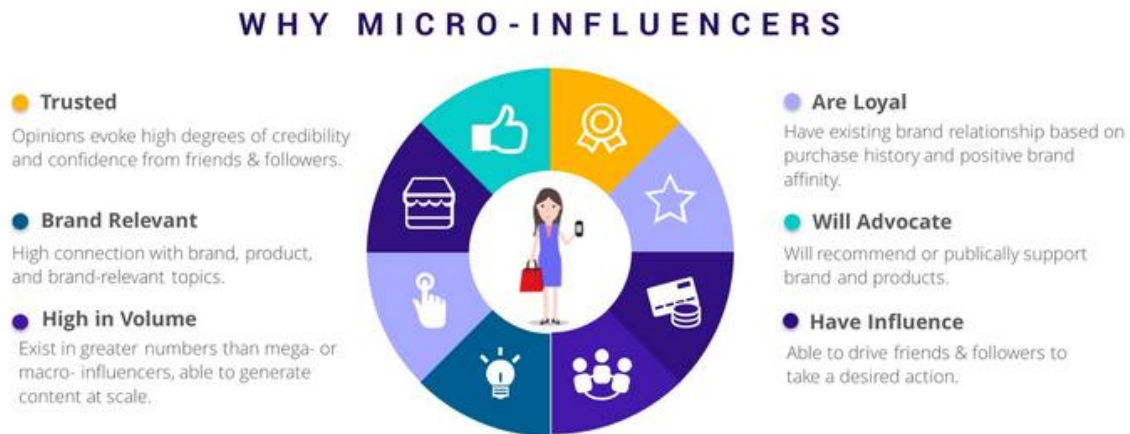 WHY MICRO-INFLUENCERS
Trusted
Opinions evoke high degrees of credibility
and confidence from friends & followers.
Brand Relevant
High connection with brand, product,
and brand-relevant topics.
High in Volume
Exist in greater numbers than mega- or
macro- influencers, able to generate
content at scale.
Are Loyal
Have existing brand relationship based on
purchase history and positive brand
affinity.
Will Advocate
Will recommend or publically support
brand and products.
Have Influence
Able to drive friends & followers to
take a desired action.